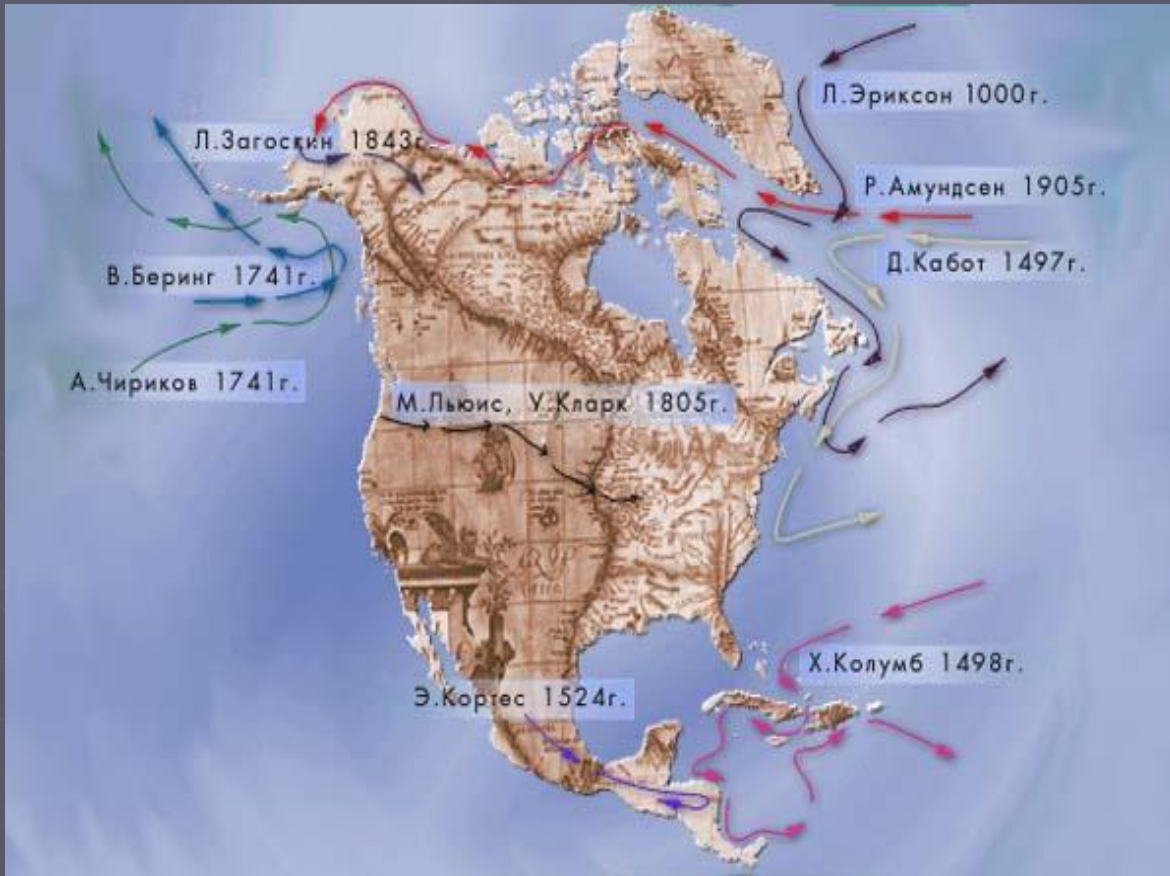 Л.Эриксон 1000г.
Л.Загоскин 1843г.
Р.Амундсен 1905г.
Д.Кабот 1497г.
В.Беринг 1741г.
А.Чириков 1741г.
М.Льюис, У.Кларк 1805г.
Х.Колумб 1498г.
Э.Кортес 1524г.